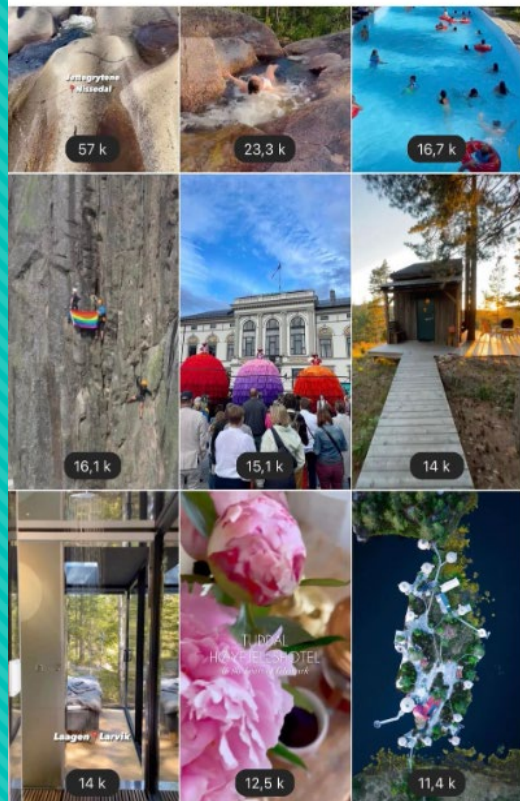 Jettegrytene
Nissedal
57 k
23,3 k
16,7 k
16,1 k
15,1 k
14 k
TUDDAL
HØYFJELLSHOTEL
Laagen Larvik
14 k
12,5 k
11,4 k